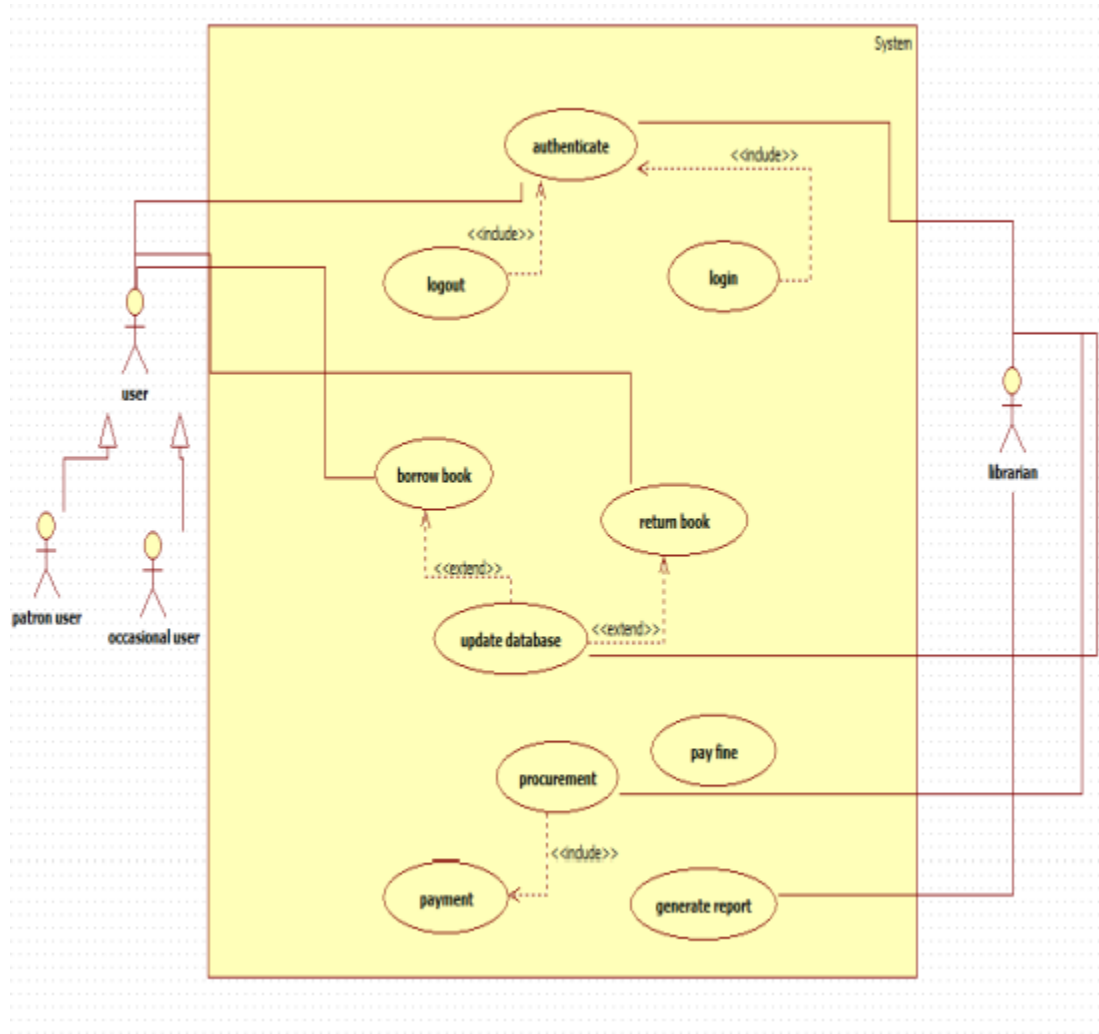 System
authenticate
<<include>>
<<include>>
logout
login
user
borrow book
librarian
return book
<<extend>>
patron user
occasional user
update database
<<extend>>
pay fine
procurement
<<include>>
payment
generate report